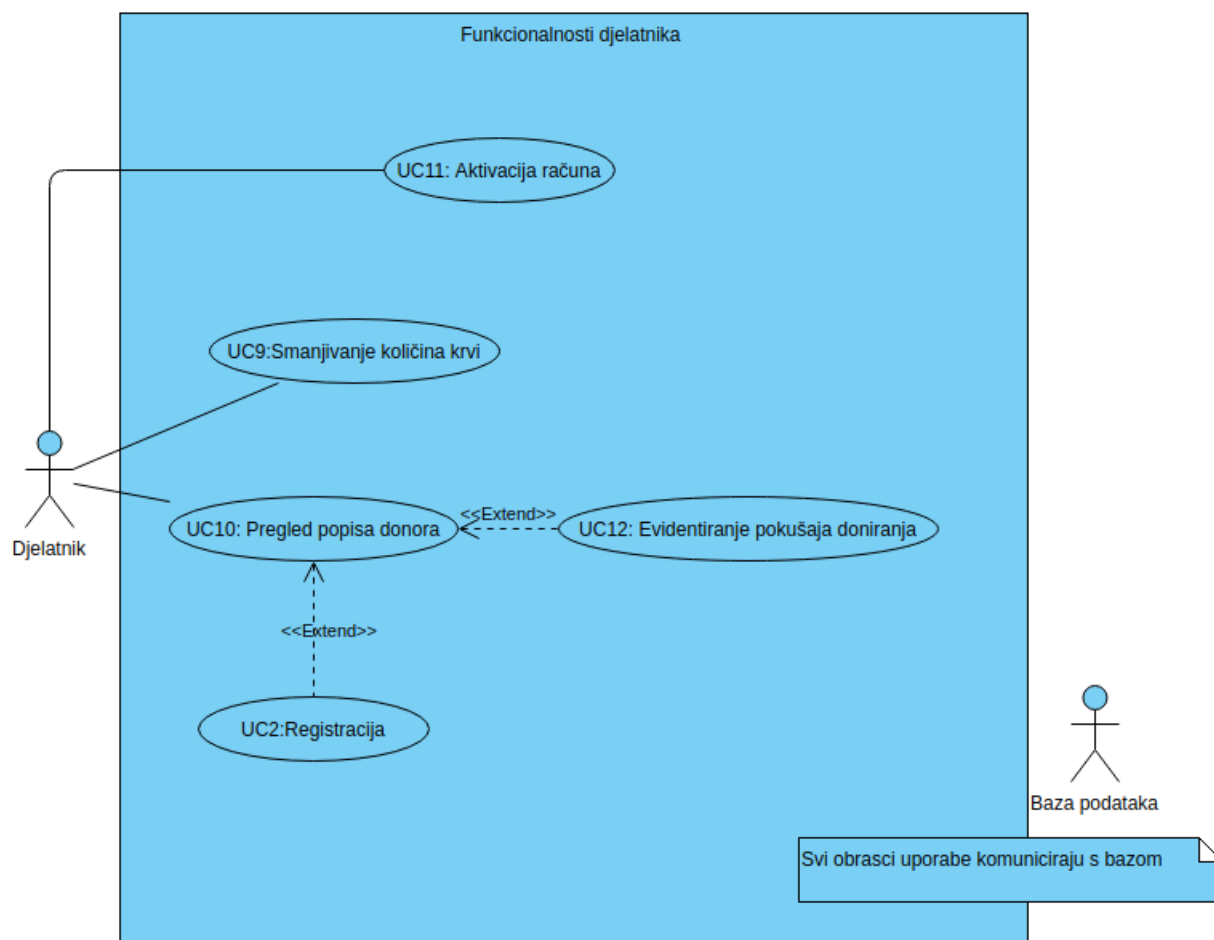 Funkcionalnosti djelatnika
UC11: Aktivacija računa
UC9:Smanjivanje količina krvi
UC10: Pregled popisa donora
<<Extend>>
UC12: Evidentiranje pokušaja doniranja
Djelatnik
<<Extend>>
UC2:Registracija
Baza podataka
Svi obrasci uporabe komuniciraju s bazom